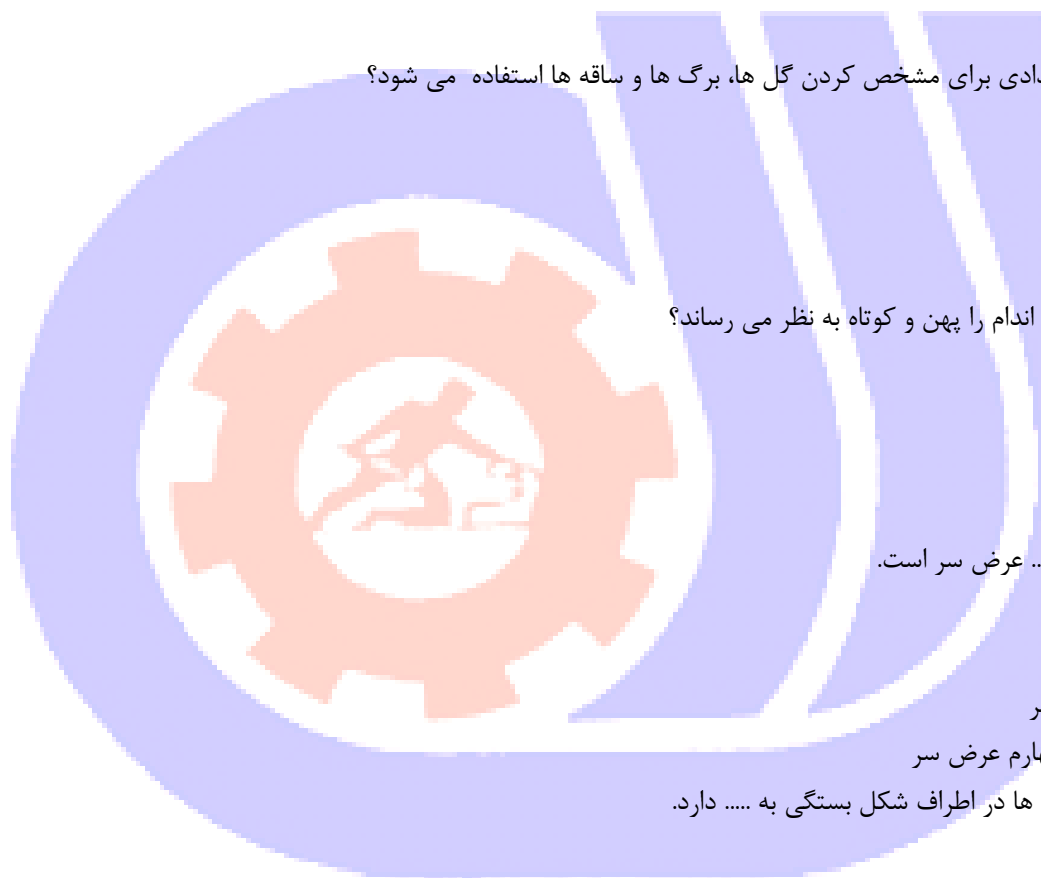 دادی برای مشخص کردن گل ها، برگ ها و ساقه ها استفاده می شود؟
اندام را پهن و کوتاه به نظر می رساند؟
.. عرض سر است.
ر
هارم عرض سر
ها در اطراف شکل بستگی به ..... دارد.